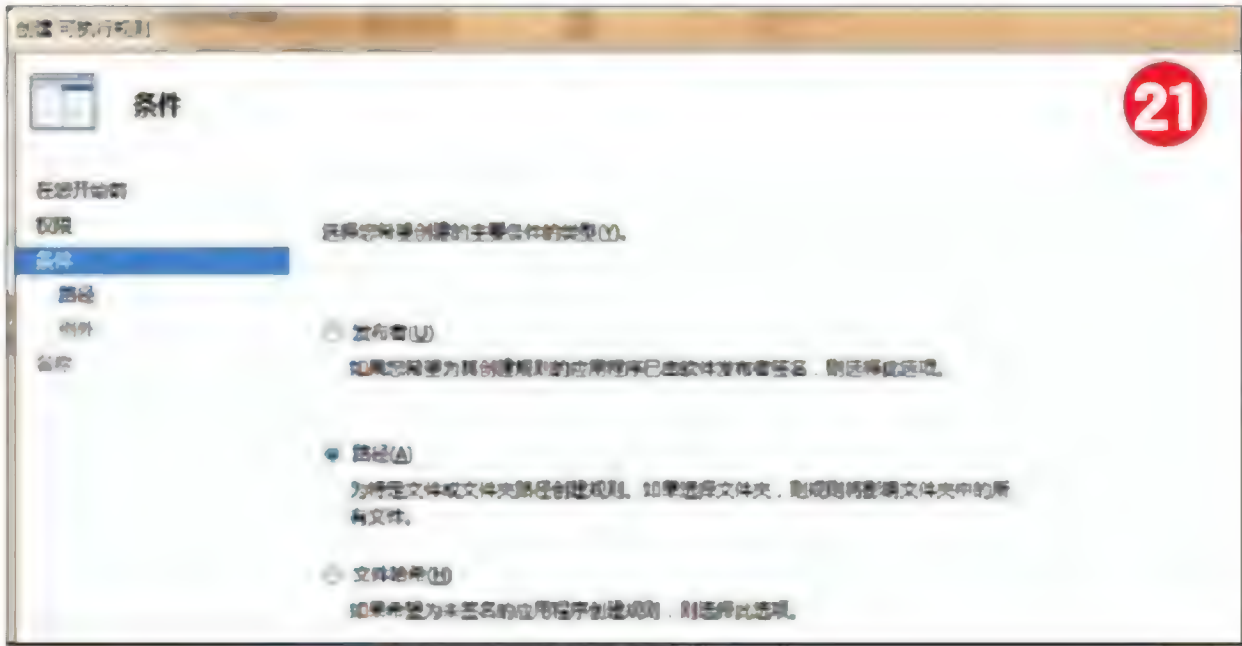 创建 可执行规则
条件
21
在您开始前
权限
条件
路径
例外
名称
选择您希望创建的主要条件的类型(Y)。
发布者(U)
如果您希望为其创建规则的应用程序已由软件发布者签名，则选择此选项。
路径(A)
为特定文件或文件夹路径创建规则。如果选择文件夹，则规则将影响文件夹中的所
有文件。
文件哈希(H)
如果希望为未签名的应用程序创建规则，则选择此选项。